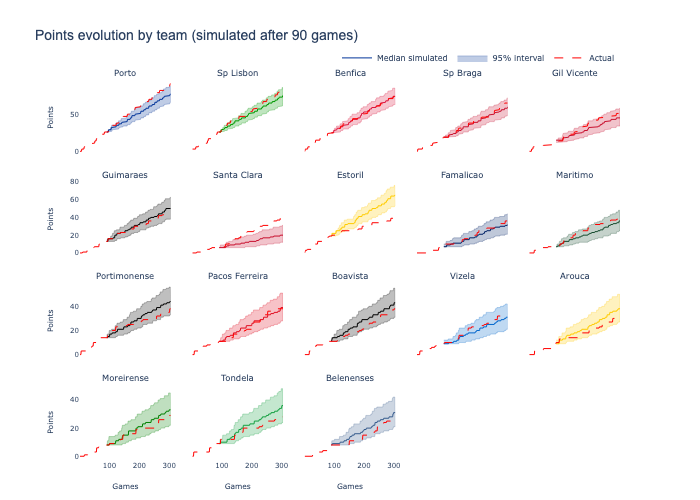 Points evolution by team (simulated after 90 games)
Median simulated 95% interval Actual
Porto Sp Lisbon Benfica Sp Braga Gil Vicente
50
0
Points
Guimaraes Santa Clara Estoril Famalicao Maritimo
80
60
40
20
0
Points
Portimonense Pacos Ferreira Boavista Vizela Arouca
40
20
0
Points
Moreirense Tondela Belenenses
40
20
0
Points
100 200 300 100 200 300 100 200 300
Games Games